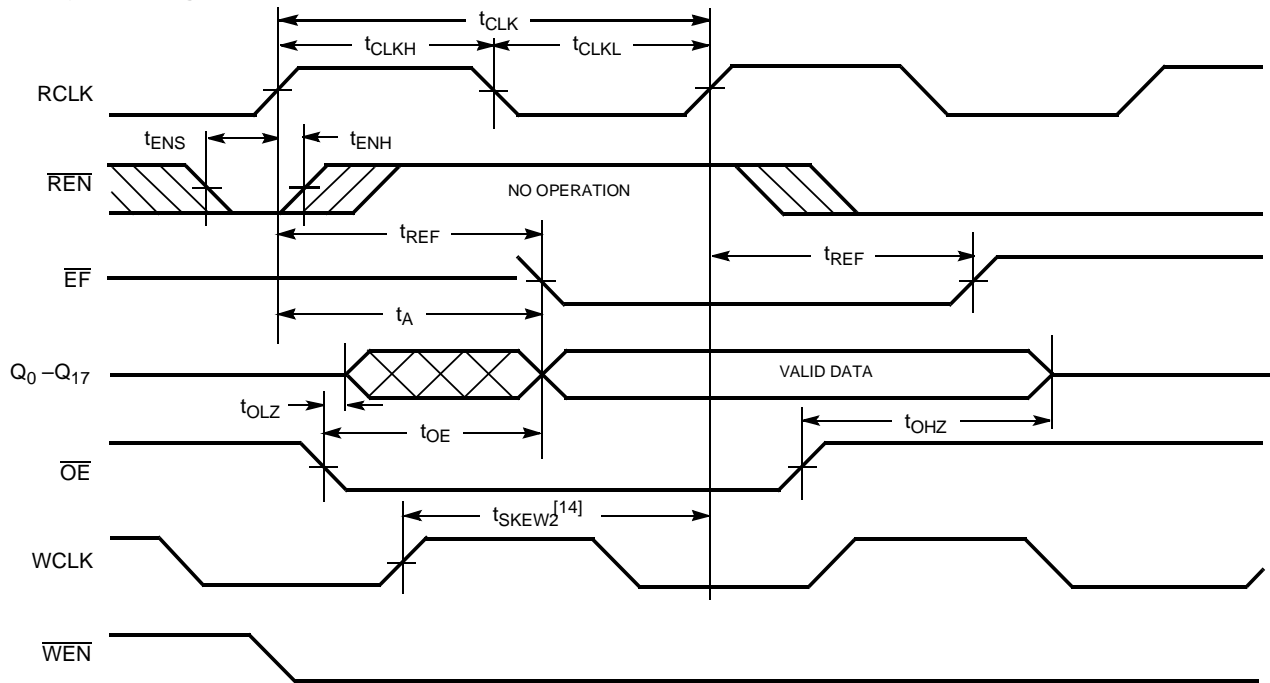 tCLK
tCLKH
tCLKL
RCLK
tENS
tENH
REN
NO OPERATION
tREF
tREF
EF
tA
Q0 –Q17
VALID DATA
tOLZ
tOE
tOHZ
OE
tSKEW2[14]
WCLK
WEN